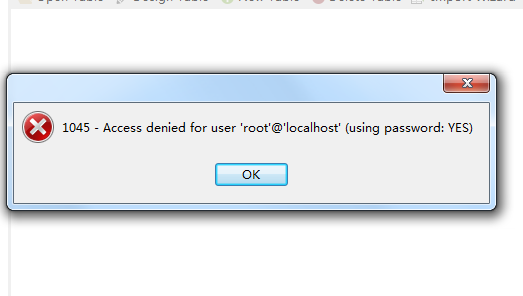 Open Table Design Table New Table Delete Table Import Wizard
1045 - Access denied for user 'root'@'localhost' (using password: YES)
OK